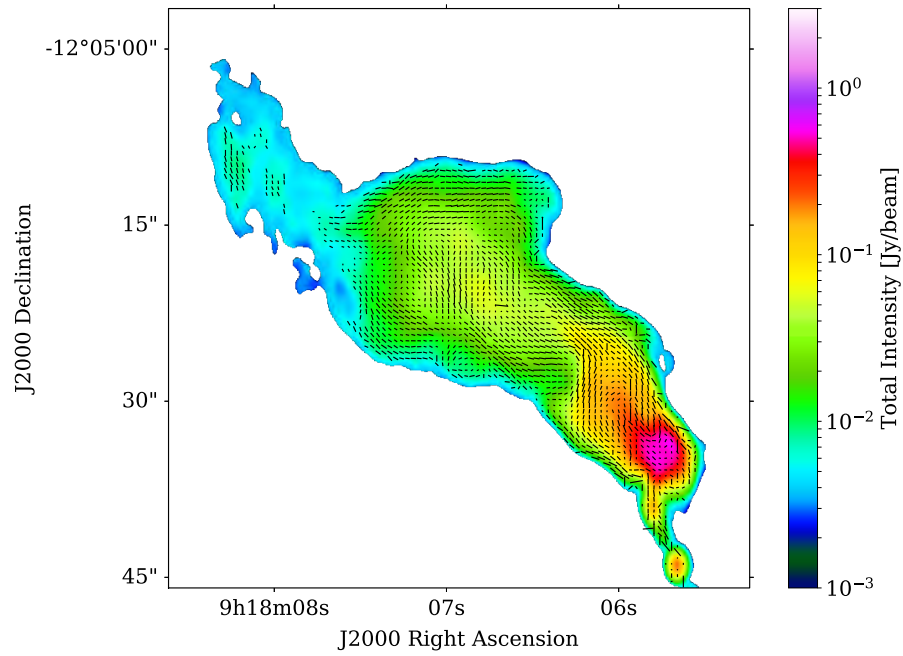 -12°05'00"
15"
30"
45"
9h18m08s
07s
06s
J2000 Right Ascension
J2000 Declination
10⁰
10⁻¹
10⁻²
10⁻³
Total Intensity [Jy/beam]